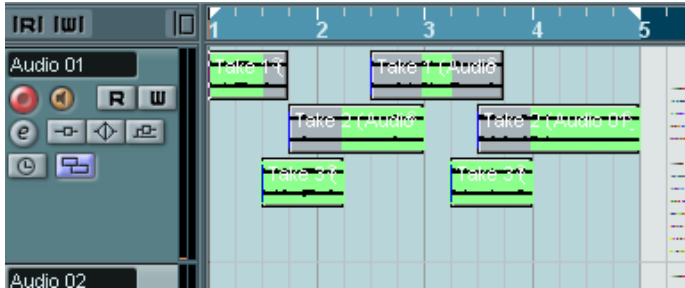 R W
1 2 3 4 5
Audio 01
R W
e
Take 1 (
Take 1 (Audio
Take 2 (Audio
Take 2 (Audio 01)
Take 3 (
Take 3 (
Audio 02